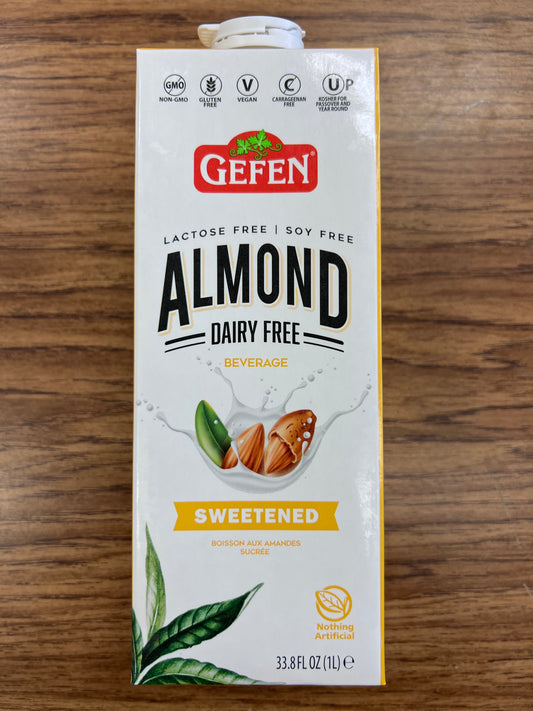 GMO
NON-GMO
GLUTEN
FREE
V
VEGAN
C
CARRAGEENAN
FREE
U P
KOSHER FOR
PASSOVER AND
YEAR ROUND
GEFEN®
LACTOSE FREE | SOY FREE
ALMOND
DAIRY FREE
BEVERAGE
SWEETENED
BOISSON AUX AMANDES
SUCRÉE
Nothing
Artificial
33.8 FL OZ (1L) ℮